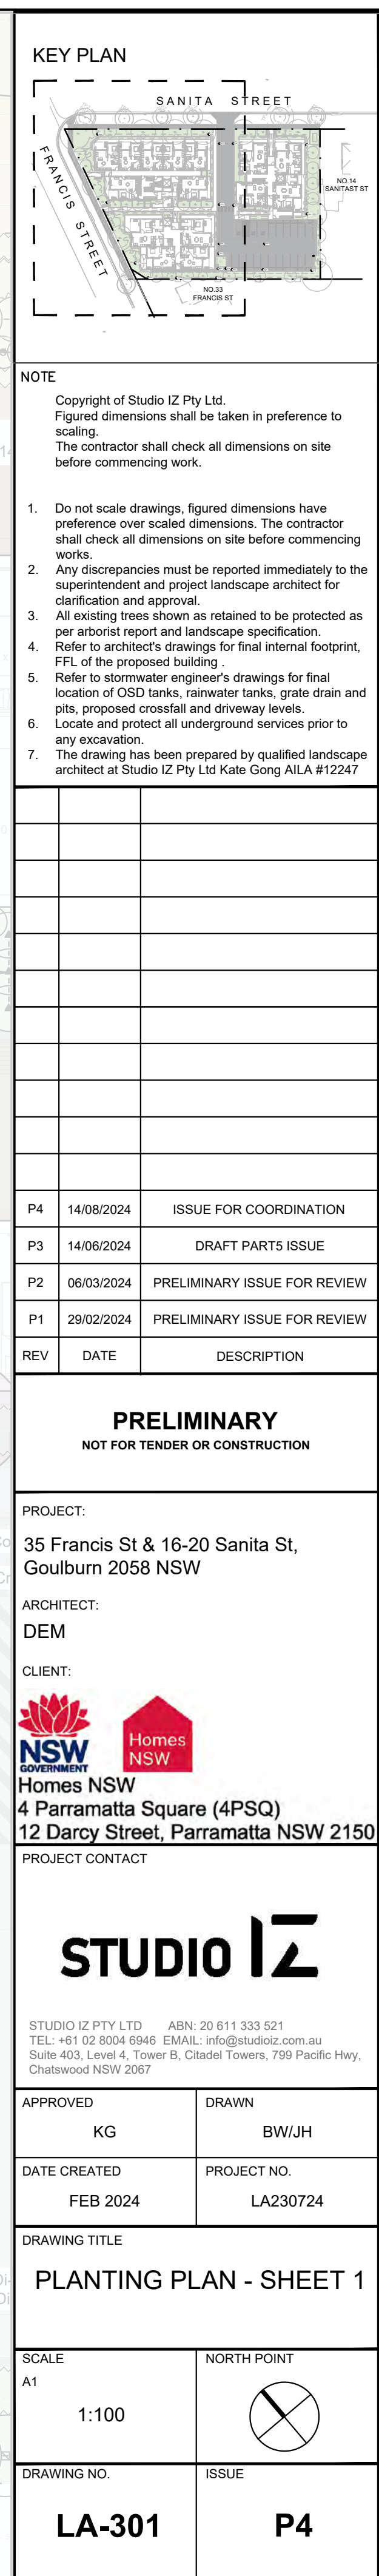 KEY PLAN
SANITA STREET
FRANCIS STREET
NO.14
SANITAST ST
NO.33
FRANCIS ST
NOTE
Copyright of Studio IZ Pty Ltd.
Figured dimensions shall be taken in preference to
scaling.
The contractor shall check all dimensions on site
before commencing work.
1. Do not scale drawings, figured dimensions have
preference over scaled dimensions. The contractor
shall check all dimensions on site before commencing
works.
2. Any discrepancies must be reported immediately to the
superintendent and project landscape architect for
clarification and approval.
3. All existing trees shown as retained to be protected as
per arborist report and landscape specification.
4. Refer to architect's drawings for final internal footprint,
FFL of the proposed building .
5. Refer to stormwater engineer's drawings for final
location of OSD tanks, rainwater tanks, grate drain and
pits, proposed crossfall and driveway levels.
6. Locate and protect all underground services prior to
any excavation.
7. The drawing has been prepared by qualified landscape
architect at Studio IZ Pty Ltd Kate Gong AILA #12247
P4 14/08/2024 ISSUE FOR COORDINATION
P3 14/06/2024 DRAFT PART5 ISSUE
P2 06/03/2024 PRELIMINARY ISSUE FOR REVIEW
P1 29/02/2024 PRELIMINARY ISSUE FOR REVIEW
REV DATE DESCRIPTION
PRELIMINARY
NOT FOR TENDER OR CONSTRUCTION
PROJECT:
35 Francis St & 16-20 Sanita St,
Goulburn 2058 NSW
ARCHITECT:
DEM
CLIENT:
NSW
GOVERNMENT
Homes
NSW
Homes NSW
4 Parramatta Square (4PSQ)
12 Darcy Street, Parramatta NSW 2150
PROJECT CONTACT
STUDIO IZ
STUDIO IZ PTY LTD ABN: 20 611 333 521
TEL: +61 02 8004 6946 EMAIL: info@studioiz.com.au
Suite 403, Level 4, Tower B, Citadel Towers, 799 Pacific Hwy,
Chatswood NSW 2067
APPROVED DRAWN
KG BW/JH
DATE CREATED PROJECT NO.
FEB 2024 LA230724
DRAWING TITLE
PLANTING PLAN - SHEET 1
SCALE NORTH POINT
A1
1:100
DRAWING NO. ISSUE
LA-301 P4